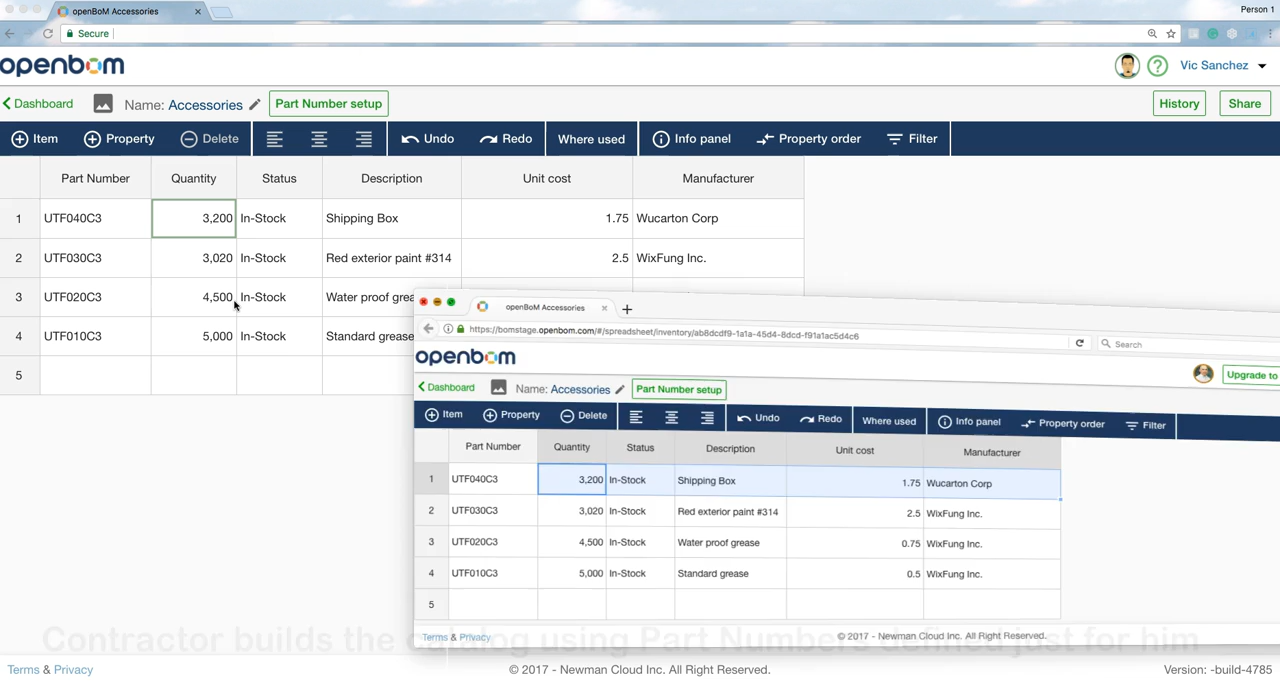 openBoM Accessories
Person 1
Secure
openbom
Vic Sanchez
Dashboard
Name: Accessories
Part Number setup
History
Share
Item
Property
Delete
Undo
Redo
Where used
Info panel
Property order
Filter
Part Number Quantity Status Description Unit cost Manufacturer
1 UTF040C3 3,200 In-Stock Shipping Box 1.75 Wucarton Corp
2 UTF030C3 3,020 In-Stock Red exterior paint #314 2.5 WixFung Inc.
3 UTF020C3 4,500 In-Stock Water proof grea
4 UTF010C3 5,000 In-Stock Standard grease
5
openBoM Accessories
https://bomstage.openbom.com/#/spreadsheet/inventory/ab8dcdf9-1a1a-45d4-8dcd-f91a1ac5d4c6
Search
openbom
Upgrade to
Dashboard
Name: Accessories
Part Number setup
Item
Property
Delete
Undo
Redo
Where used
Info panel
Property order
Filter
Part Number Quantity Status Description Unit cost Manufacturer
1 UTF040C3 3,200 In-Stock Shipping Box 1.75 Wucarton Corp
2 UTF030C3 3,020 In-Stock Red exterior paint #314 2.5 WixFung Inc.
3 UTF020C3 4,500 In-Stock Water proof grease 0.75 WixFung Inc.
4 UTF010C3 5,000 In-Stock Standard grease 0.5 WixFung Inc.
5
Terms & Privacy
© 2017 - Newman Cloud Inc. All Right Reserved.
Contractor builds the catalog using Part Numbers defined just for him
Terms & Privacy
© 2017 - Newman Cloud Inc. All Right Reserved.
Version: -build-4785